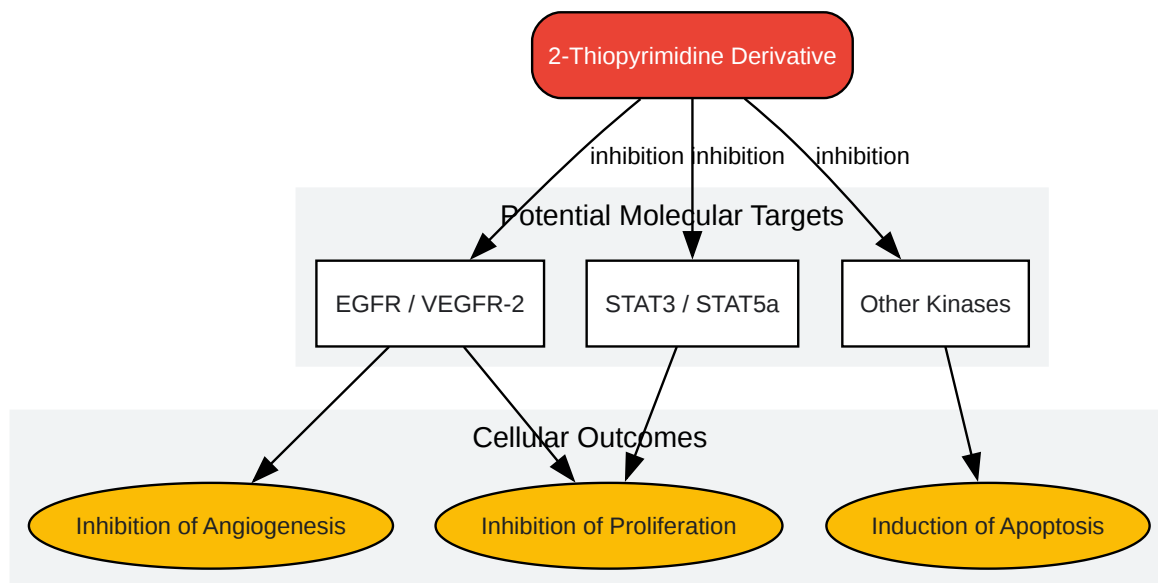 2-Thiopyrimidine Derivative
inhibition inhibition inhibition
Potential Molecular Targets
EGFR / VEGFR-2
STAT3 / STAT5a
Other Kinases
Cellular Outcomes
Inhibition of Angiogenesis
Inhibition of Proliferation
Induction of Apoptosis